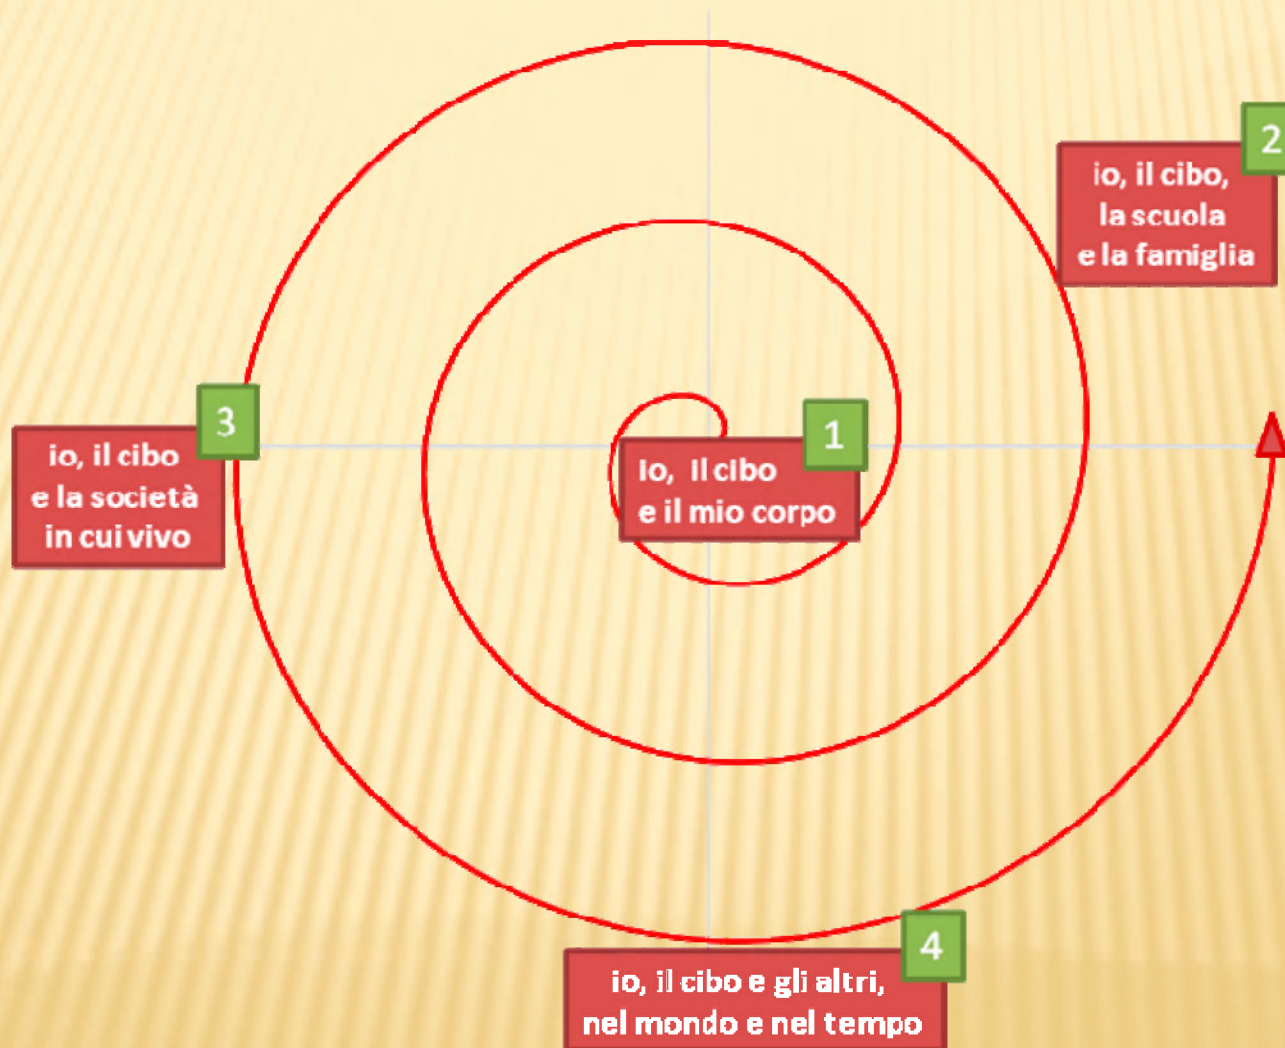 1
io, il cibo
e il mio corpo
2
io, il cibo,
la scuola
e la famiglia
3
io, il cibo
e la società
in cui vivo
4
io, il cibo e gli altri,
nel mondo e nel tempo